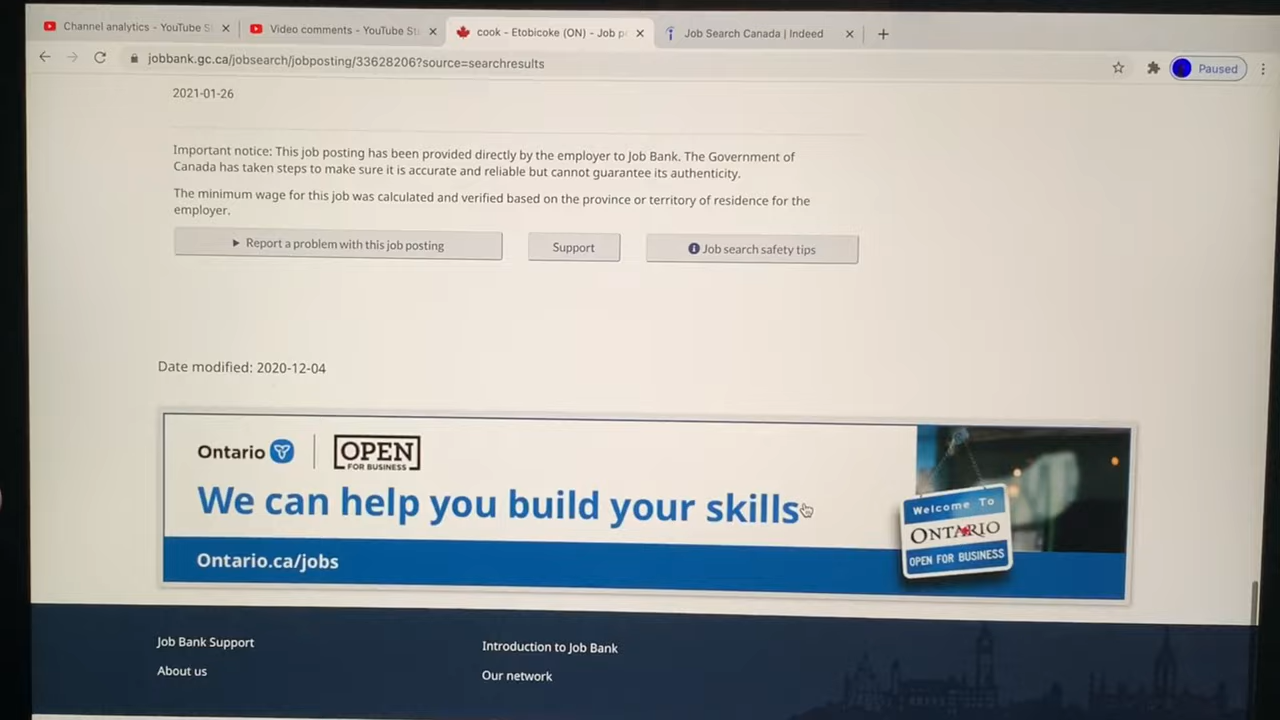 Channel analytics - YouTube S
Video comments - YouTube St
cook - Etobicoke (ON) - Job p
Job Search Canada | Indeed
jobbank.gc.ca/jobsearch/jobposting/33628206?source=searchresults
Paused
2021-01-26
Important notice: This job posting has been provided directly by the employer to Job Bank. The Government of
Canada has taken steps to make sure it is accurate and reliable but cannot guarantee its authenticity.
The minimum wage for this job was calculated and verified based on the province or territory of residence for the
employer.
Report a problem with this job posting
Support
Job search safety tips
Date modified: 2020-12-04
Ontario
OPEN
FOR BUSINESS
We can help you build your skills
Welcome To
ONTARIO
OPEN FOR BUSINESS
Ontario.ca/jobs
Job Bank Support
Introduction to Job Bank
About us
Our network